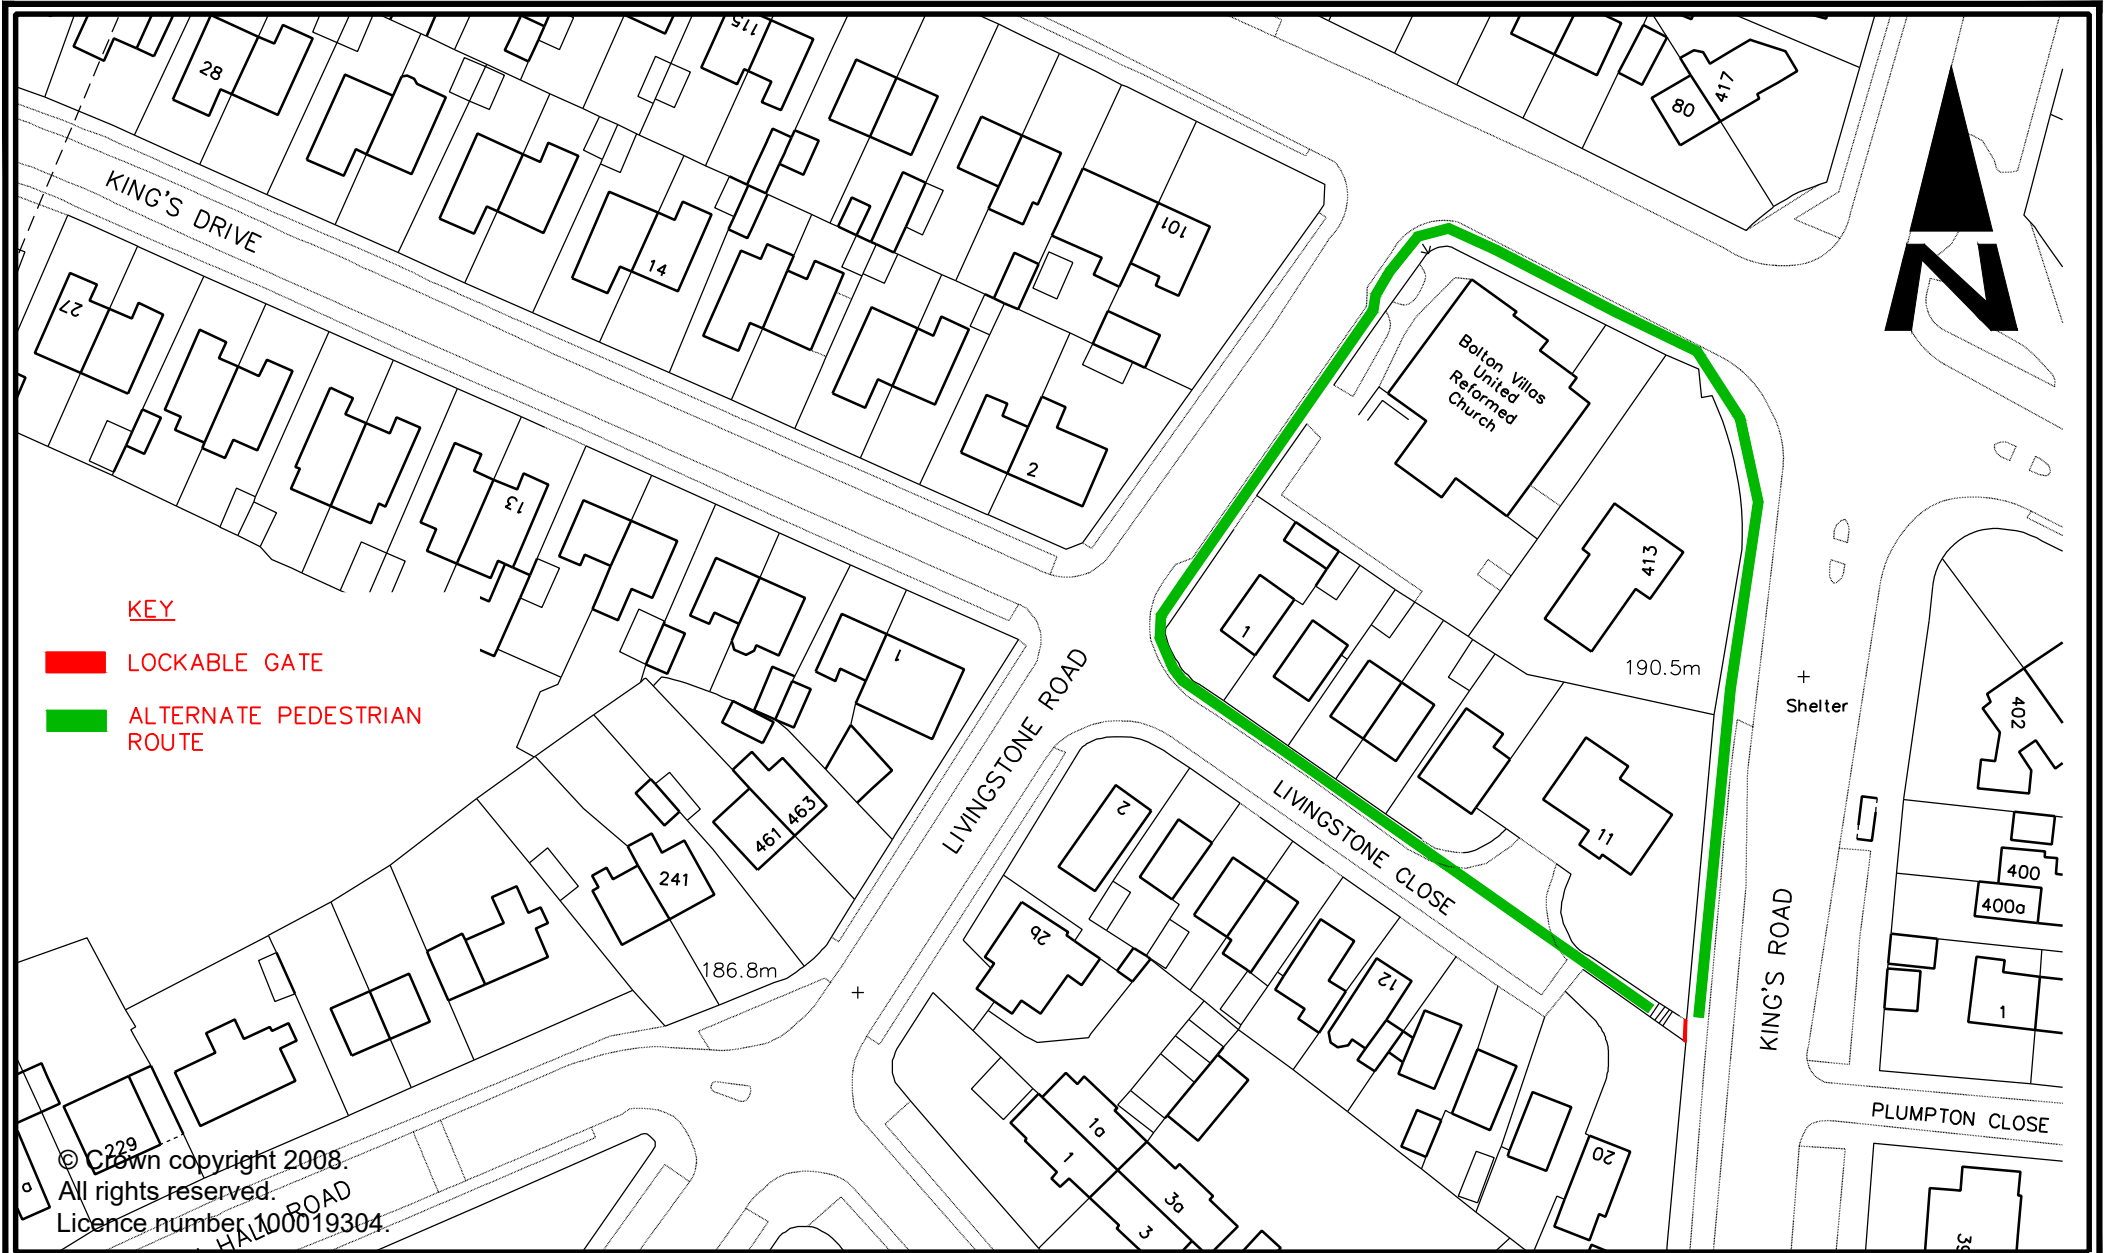 115
28
417
80
KING'S DRIVE
101
14
27
Bolton Villas
United
Reformed
Church
2
13
413
KEY
1
1
190.5m
LOCKABLE GATE
Shelter
402
ALTERNATE PEDESTRIAN
ROUTE
LIVINGSTONE ROAD
2
463
461
11
LIVINGSTONE CLOSE
241
400
400a
2b
KING'S ROAD
186.8m
12
1
PLUMPTON CLOSE
229
1a
1
20
© Crown copyright 2008.
All rights reserved.
Licence number 100019304.
a
HALL ROAD
3a
3
N